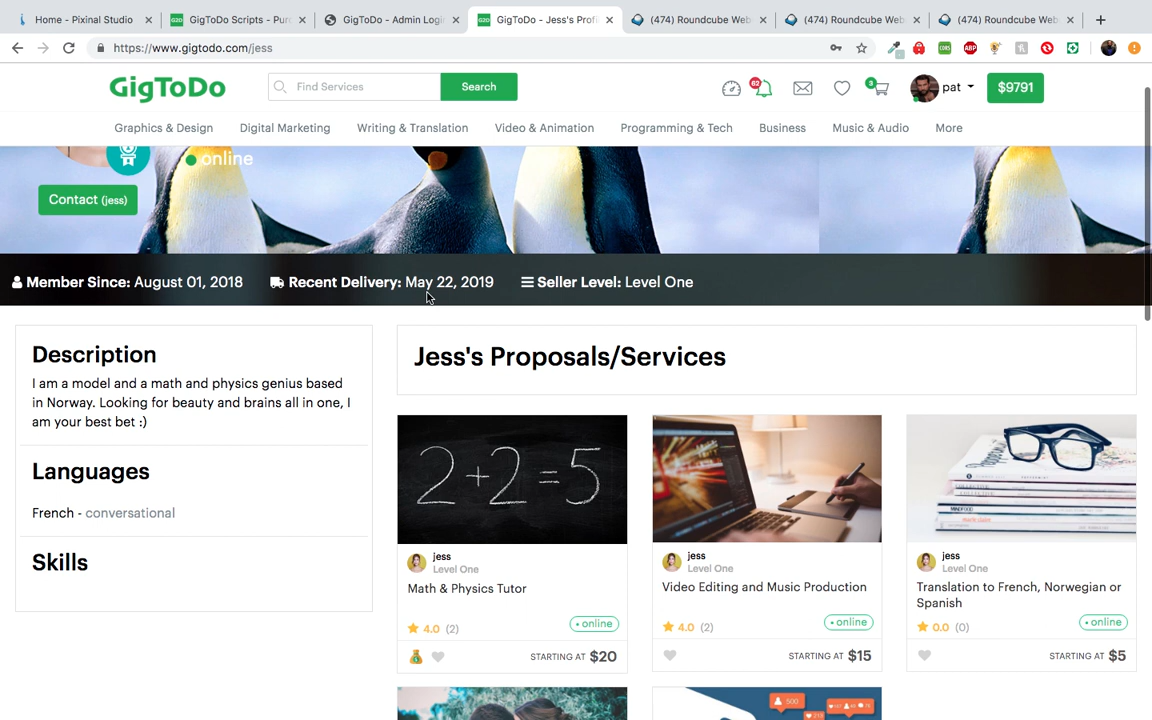 Home - Pixinal Studio
GigToDo Scripts - Pur
GigToDo - Admin Login
GigToDo - Jess's Profi
(474) Roundcube Web
(474) Roundcube Web
(474) Roundcube Web
https://www.gigtodo.com/jess
GigToDo
Find Services
Search
62
3
pat
$9791
Graphics & Design
Digital Marketing
Writing & Translation
Video & Animation
Programming & Tech
Business
Music & Audio
More
online
Contact (jess)
Member Since: August 01, 2018
Recent Delivery: May 22, 2019
Seller Level: Level One
Description
I am a model and a math and physics genius based
in Norway. Looking for beauty and brains all in one, I
am your best bet :)
Languages
French - conversational
Skills
Jess's Proposals/Services
2+2=5
jess
Level One
Math & Physics Tutor
4.0 (2)
online
STARTING AT $20
jess
Level One
Video Editing and Music Production
4.0 (2)
online
STARTING AT $15
jess
Level One
Translation to French, Norwegian or
Spanish
0.0 (0)
online
STARTING AT $5
500